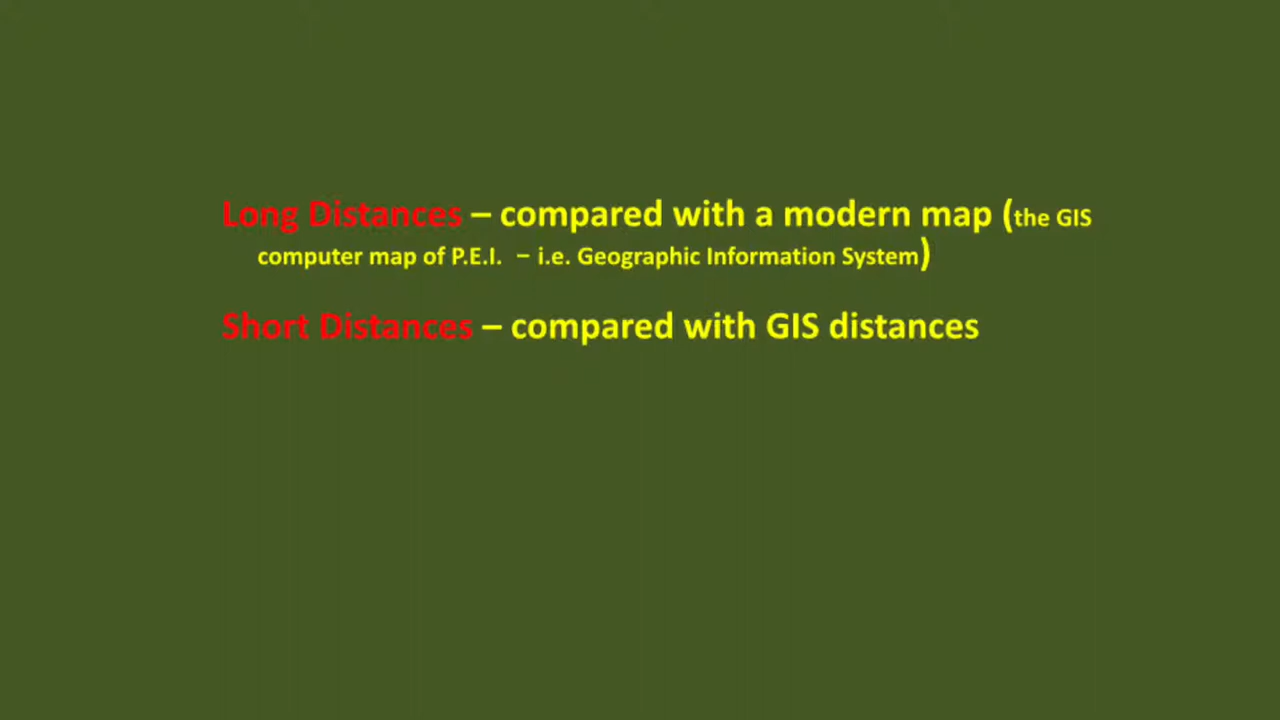 Long Distances – compared with a modern map (the GIS
computer map of P.E.I. – i.e. Geographic Information System)
Short Distances – compared with GIS distances